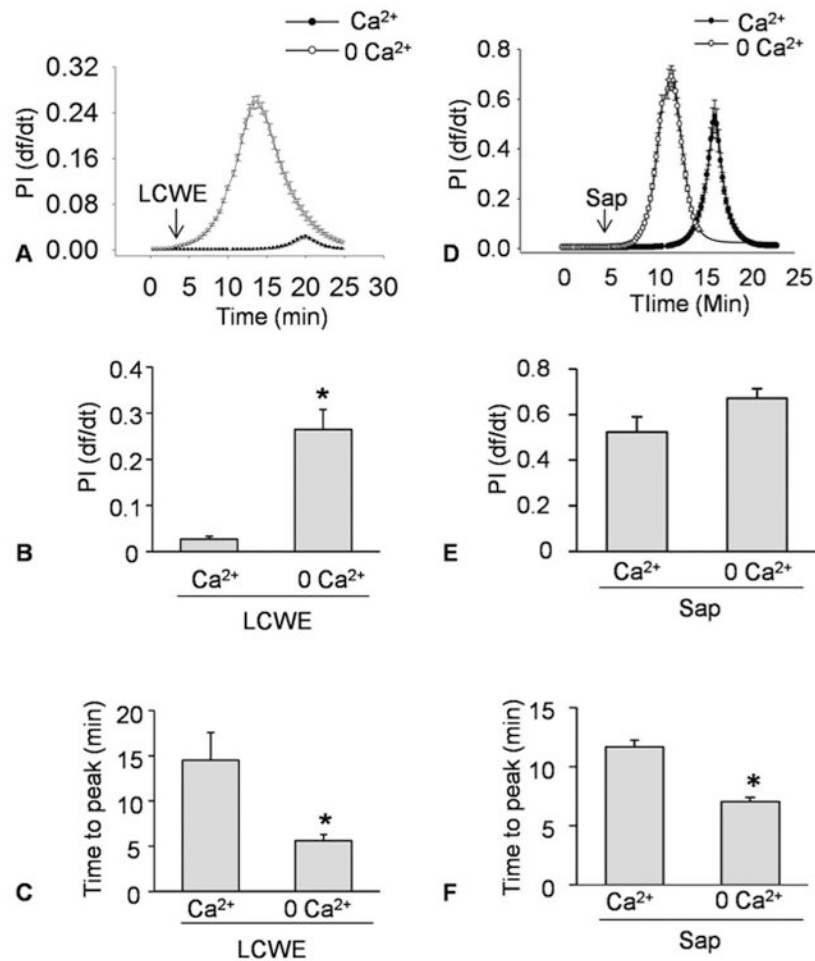 Ca²⁺
0 Ca²⁺
0.32
0.24
0.16
0.08
0.00
PI (df/dt)
LCWE
A
0 5 10 15 20 25 30
Time (min)
Ca²⁺
0 Ca²⁺
0.8
0.6
0.4
0.2
0.0
PI (df/dt)
Sap
D
0 5 10 15 20 25
TIime (Min)
0.4
0.3
0.2
0.1
0
PI (df/dt)
*
B
Ca²⁺ 0 Ca²⁺
LCWE
0.8
0.6
0.4
0.2
0
PI (df/dt)
E
Ca²⁺ 0 Ca²⁺
Sap
20
15
10
5
0
Time to peak (min)
*
C
Ca²⁺ 0 Ca²⁺
LCWE
15
10
5
0
Time to peak (min)
*
F
Ca²⁺ 0 Ca²⁺
Sap